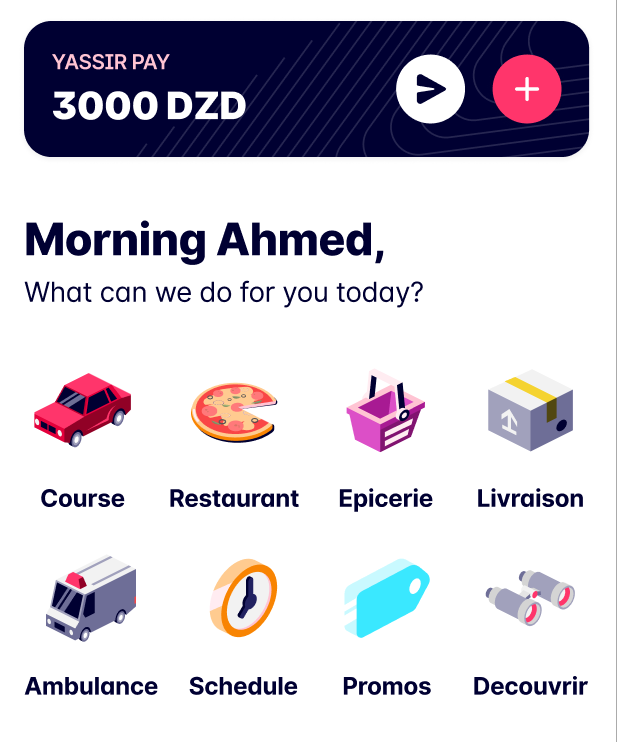 YASSIR PAY
3000 DZD
Morning Ahmed,
What can we do for you today?
Course Restaurant Epicerie Livraison
Ambulance Schedule Promos Decouvrir